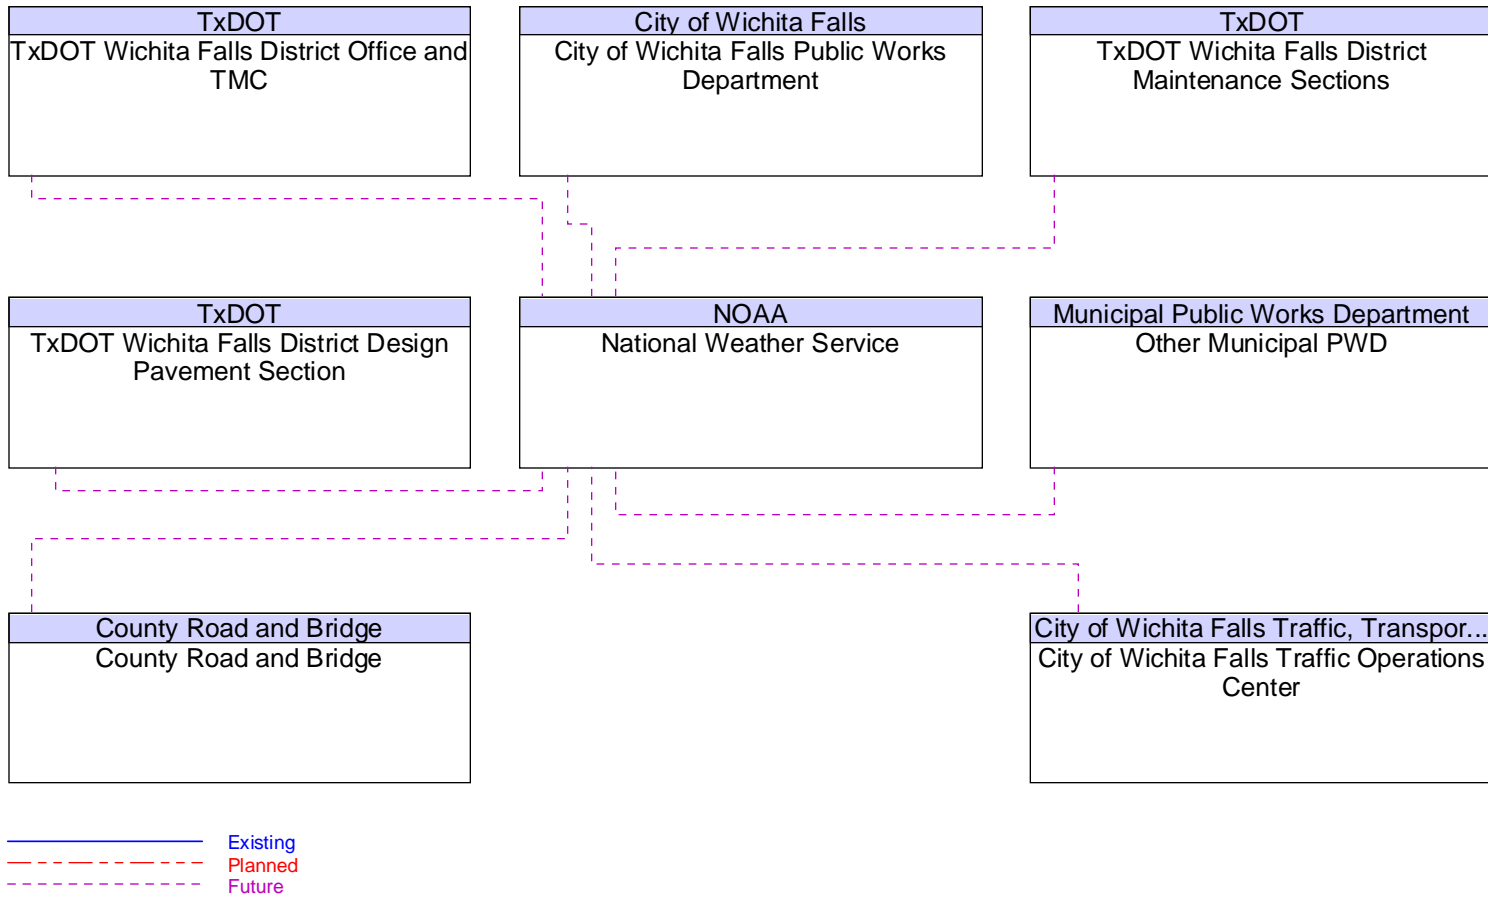 TxDOT
TxDOT Wichita Falls District Office and
TMC
City of Wichita Falls
City of Wichita Falls Public Works
Department
TxDOT
TxDOT Wichita Falls District
Maintenance Sections
TxDOT
TxDOT Wichita Falls District Design
Pavement Section
NOAA
National Weather Service
Municipal Public Works Department
Other Municipal PWD
County Road and Bridge
County Road and Bridge
City of Wichita Falls Traffic, Transpor...
City of Wichita Falls Traffic Operations
Center
Existing
Planned
Future